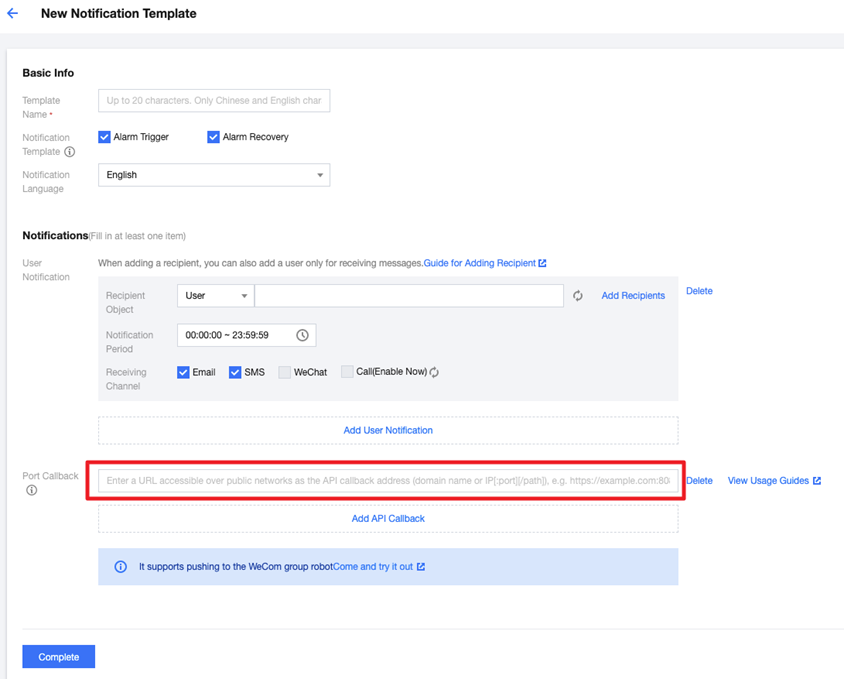 New Notification Template
Basic Info
Template
Name *
Up to 20 characters. Only Chinese and English char
Notification
Template
Alarm Trigger
Alarm Recovery
Notification
Language
English
Notifications(Fill in at least one item)
User
Notification
When adding a recipient, you can also add a user only for receiving messages.Guide for Adding Recipient
Recipient
Object
User
Add Recipients
Delete
Notification
Period
00:00:00 ~ 23:59:59
Receiving
Channel
Email
SMS
WeChat
Call(Enable Now)
Add User Notification
Port Callback
Enter a URL accessible over public networks as the API callback address (domain name or IP[:port][/path]), e.g. https://example.com:80
Delete
View Usage Guides
Add API Callback
It supports pushing to the WeCom group robotCome and try it out
Complete